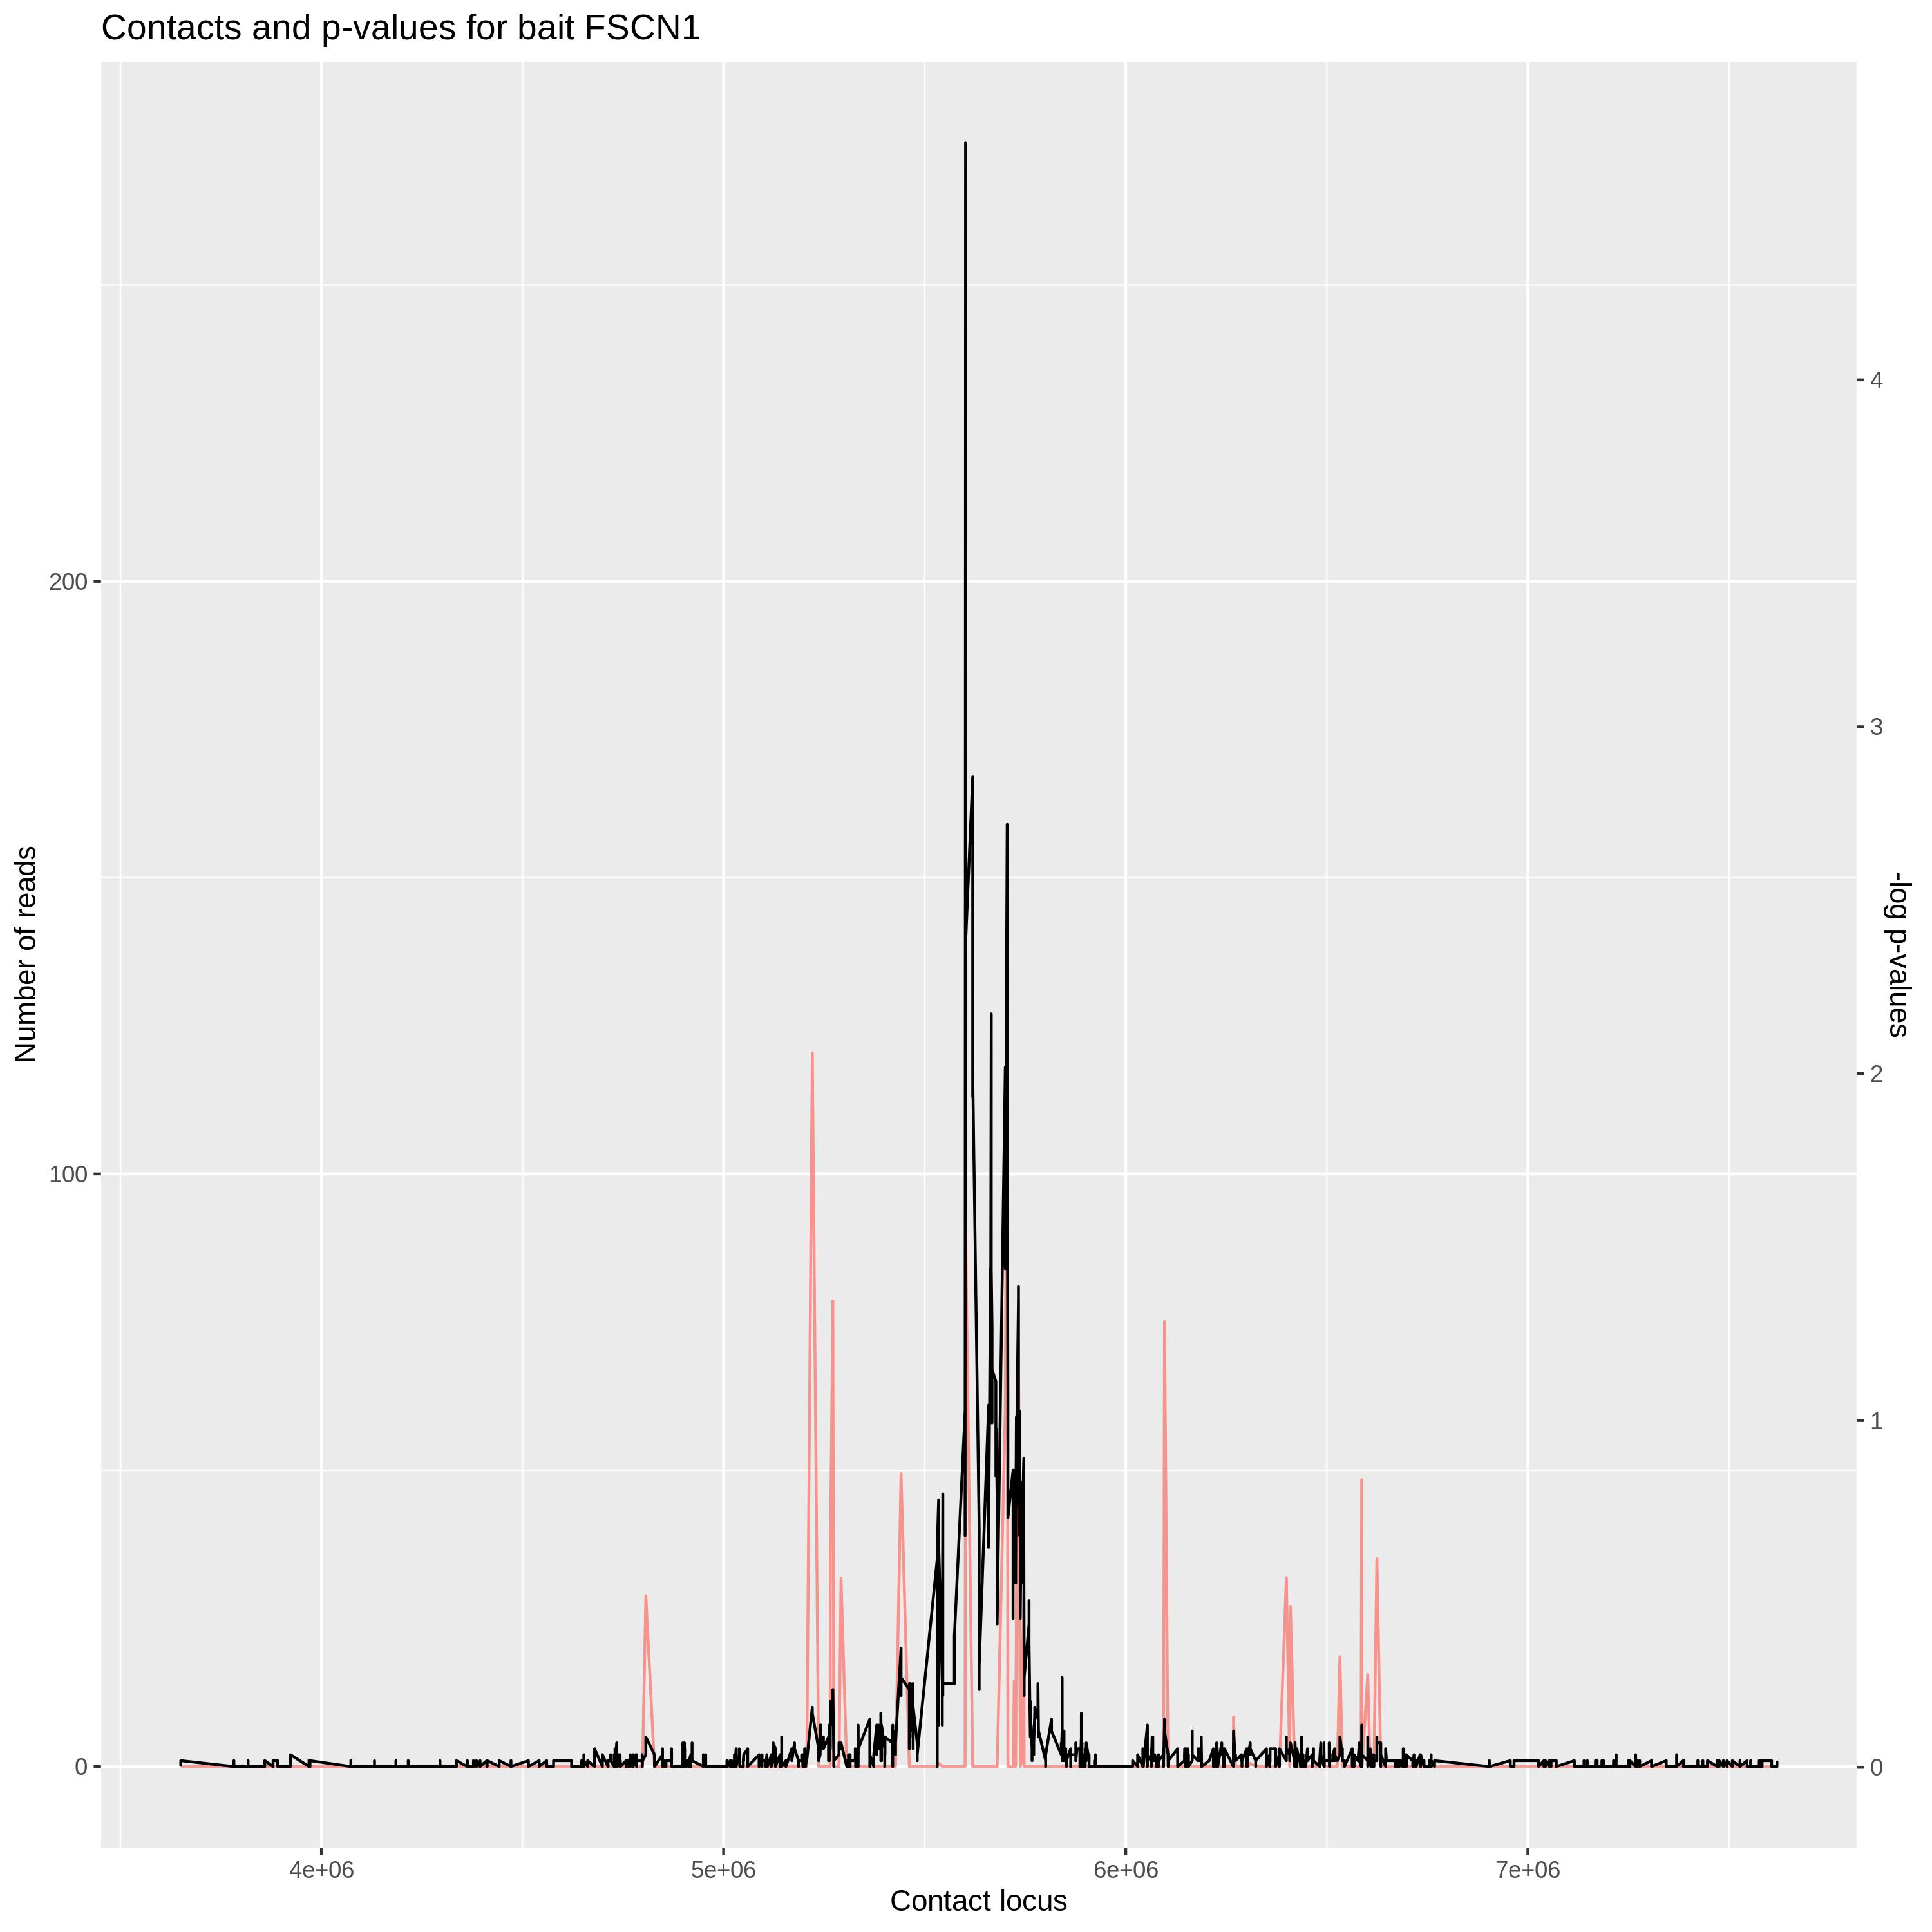 Contacts and p-values for bait FSCN1
Number of reads
200
100
0
4
3
2
1
0
-log p-values
4e+06
5e+06
6e+06
7e+06
Contact locus